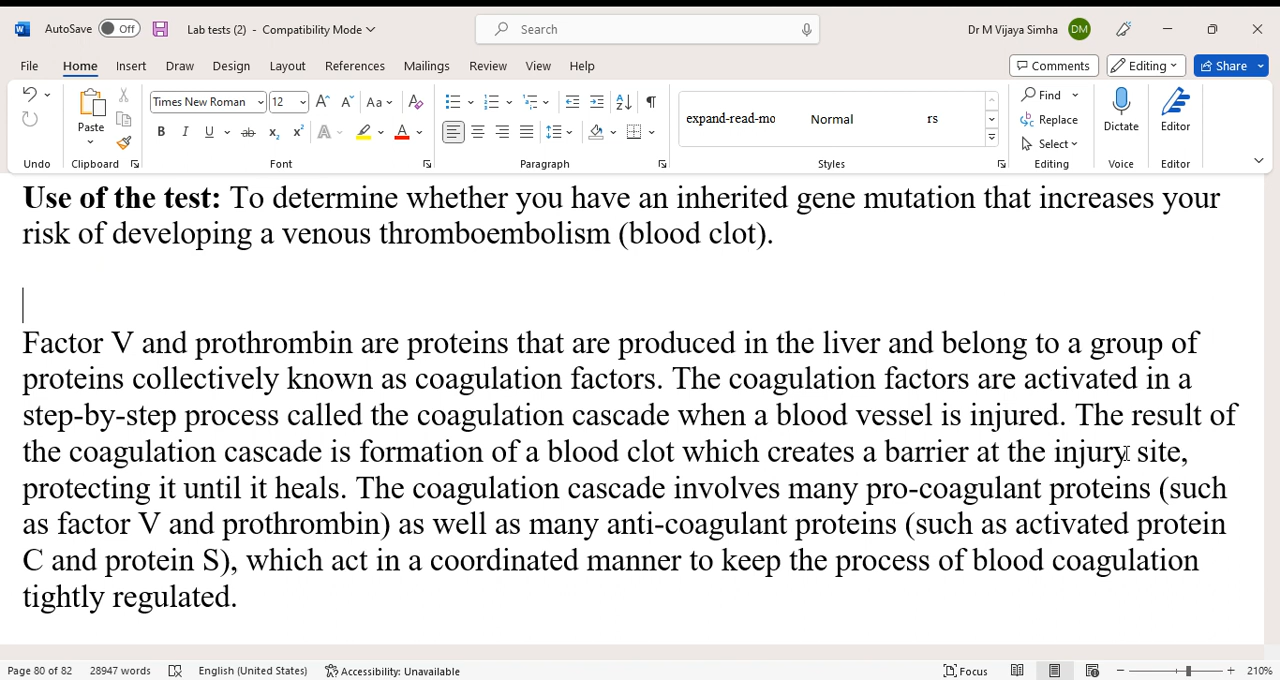 AutoSave Off Lab tests (2) - Compatibility Mode Search Dr M Vijaya Simha DM
File Home Insert Draw Design Layout References Mailings Review View Help Comments Editing Share
Times New Roman 12 Aa expand-read-mo Normal rs Find
Paste B I U ab x2 x2 A A Replace Dictate Editor
Select
Undo Clipboard Font Paragraph Styles Editing Voice Editor
Use of the test: To determine whether you have an inherited gene mutation that increases your
risk of developing a venous thromboembolism (blood clot).
Factor V and prothrombin are proteins that are produced in the liver and belong to a group of
proteins collectively known as coagulation factors. The coagulation factors are activated in a
step-by-step process called the coagulation cascade when a blood vessel is injured. The result of
the coagulation cascade is formation of a blood clot which creates a barrier at the injury site,
protecting it until it heals. The coagulation cascade involves many pro-coagulant proteins (such
as factor V and prothrombin) as well as many anti-coagulant proteins (such as activated protein
C and protein S), which act in a coordinated manner to keep the process of blood coagulation
tightly regulated.
Page 80 of 82 28947 words English (United States) Accessibility: Unavailable Focus 210%